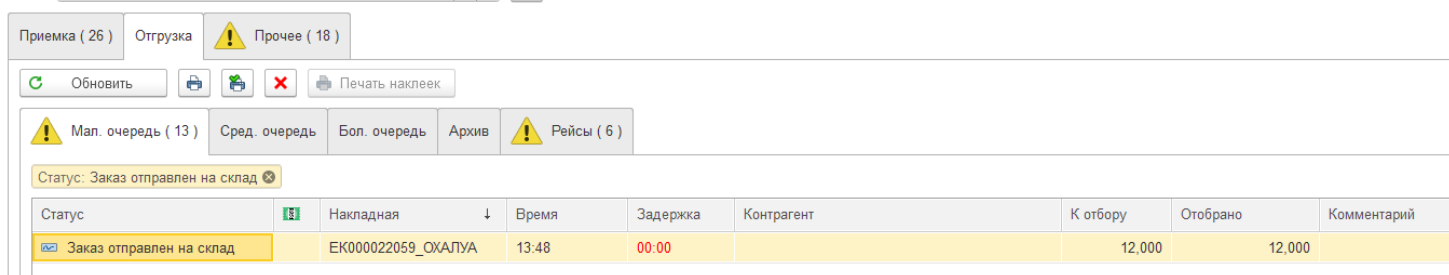 Приемка ( 26 ) Отгрузка Прочее ( 18 )
Обновить Печать наклеек
Мал. очередь ( 13 ) Сред. очередь Бол. очередь Архив Рейсы ( 6 )
Статус: Заказ отправлен на склад
Статус Накладная ↓ Время Задержка Контрагент К отбору Отобрано Комментарий
Заказ отправлен на склад ЕК000022059_ОХАЛУА 13:48 00:00 12,000 12,000